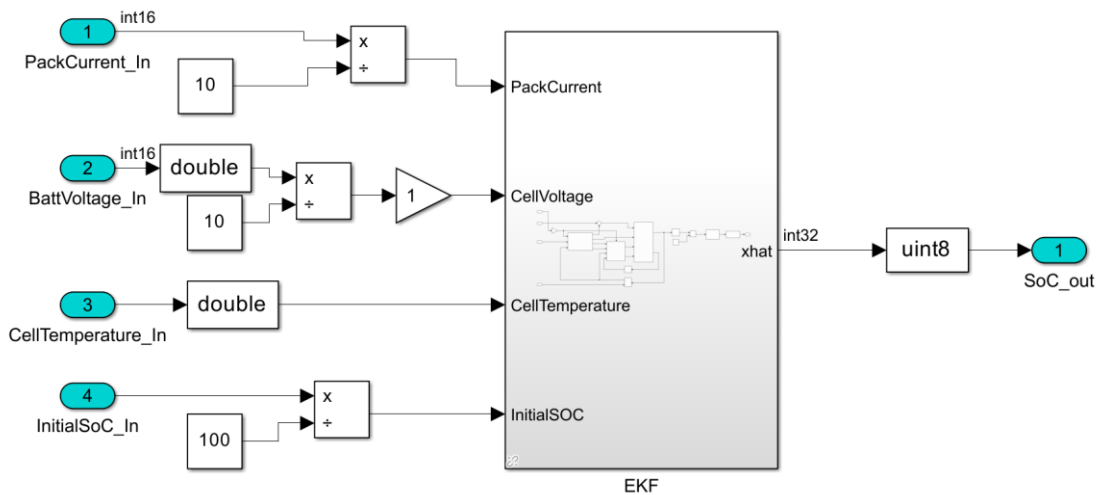 1
int16
PackCurrent_In
x
÷
10
PackCurrent
2
int16
double
BattVoltage_In
x
÷
10
1
CellVoltage
3
double
CellTemperature_In
CellTemperature
4
InitialSoC_In
x
÷
100
InitialSOC
xhat
int32
EKF
uint8
1
SoC_out